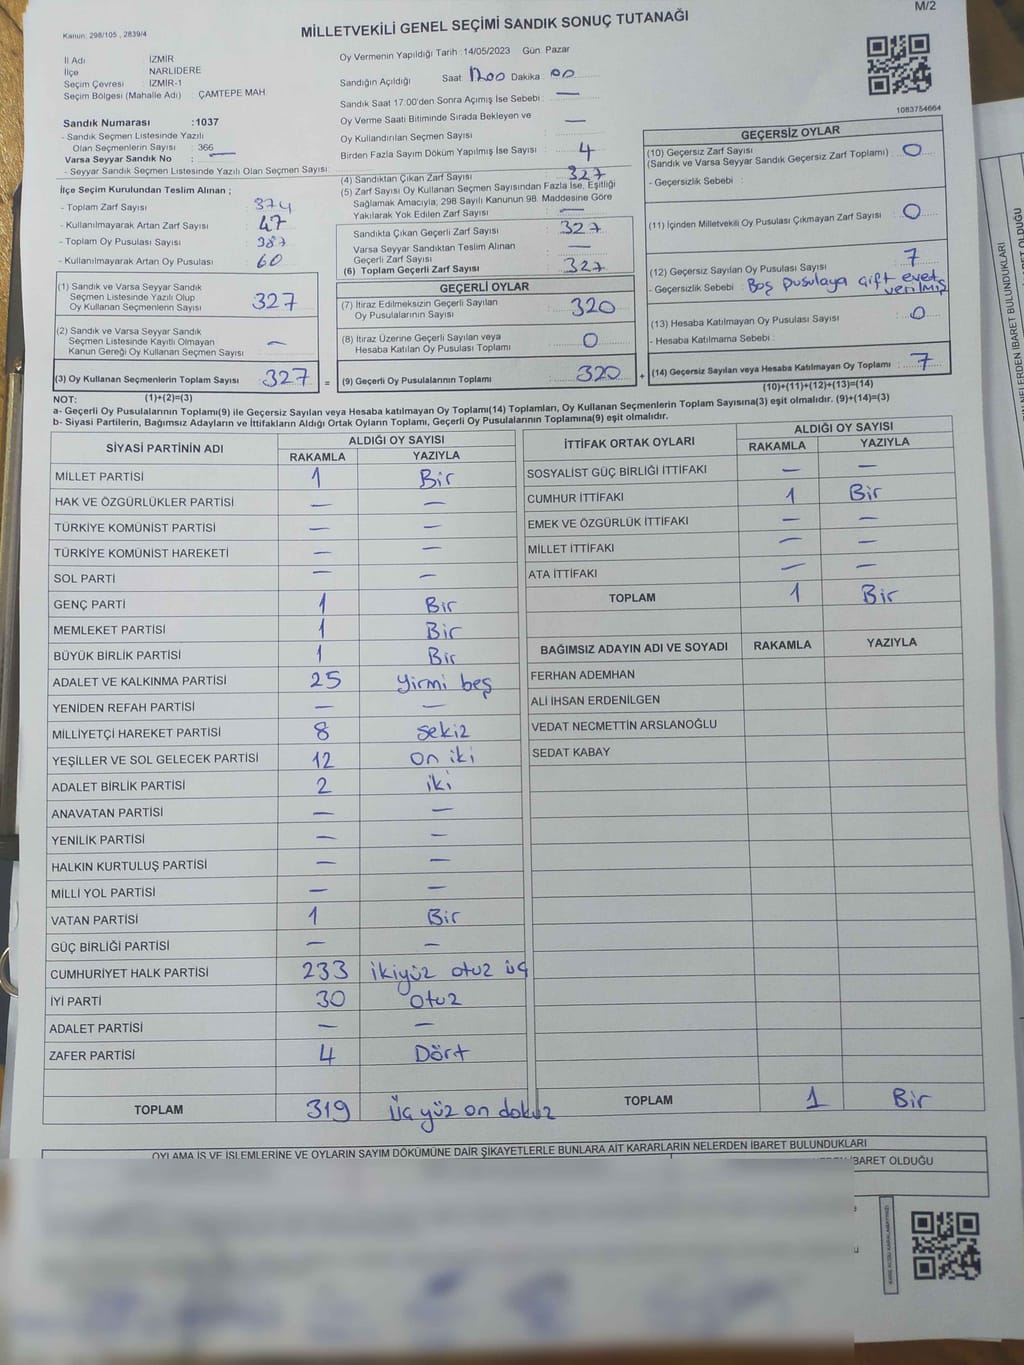 M/2
Kanun: 298/105 , 2839/4
MİLLETVEKİLİ GENEL SEÇİMİ SANDIK SONUÇ TUTANAĞI
İl Adı İZMİR
İlçe NARLIDERE
Seçim Çevresi İZMİR-1
Seçim Bölgesi (Mahalle Adı) : ÇAMTEPE MAH
Sandık Numarası :1037
- Sandık Seçmen Listesinde Yazılı
Olan Seçmenlerin Sayısı : 366
Varsa Seyyar Sandık No : —
- Seyyar Sandık Seçmen Listesinde Yazılı Olan Seçmen Sayısı:
Oy Vermenin Yapıldığı Tarih :14/05/2023 Gün: Pazar
Sandığın Açıldığı Saat 1700 Dakika : 00
Sandık Saat 17:00'den Sonra Açımış İse Sebebi : —
Oy Verme Saati Bitiminde Sırada Bekleyen ve —
Oy Kullandırılan Seçmen Sayısı
Birden Fazla Sayım Döküm Yapılmış İse Sayısı : 4
1083754664
İlçe Seçim Kurulundan Teslim Alınan ;
- Toplam Zarf Sayısı : 374
- Kullanılmayarak Artan Zarf Sayısı : 47
- Toplam Oy Pusulası Sayısı : 387
- Kullanılmayarak Artan Oy Pusulası : 60
(1) Sandık ve Varsa Seyyar Sandık
Seçmen Listesinde Yazılı Olup
Oy Kullanan Seçmenlerin Sayısı : 327
(2) Sandık ve Varsa Seyyar Sandık
Seçmen Listesinde Kayıtlı Olmayan
Kanun Gereği Oy Kullanan Seçmen Sayısı : —
(3) Oy Kullanan Seçmenlerin Toplam Sayısı : 327 =
(4) Sandıktan Çıkan Zarf Sayısı : 327
(5) Zarf Sayısı Oy Kullanan Seçmen Sayısından Fazla İse, Eşitliği
Sağlamak Amacıyla; 298 Sayılı Kanunun 98. Maddesine Göre
Yakılarak Yok Edilen Zarf Sayısı : —
Sandıkta Çıkan Geçerli Zarf Sayısı : 327
Varsa Seyyar Sandıktan Teslim Alınan
Geçerli Zarf Sayısı : —
(6) Toplam Geçerli Zarf Sayısı : 327
GEÇERLİ OYLAR
(7) İtiraz Edilmeksizin Geçerli Sayılan
Oy Pusulalarının Sayısı : 320
(8) İtiraz Üzerine Geçerli Sayılan veya
Hesaba Katılan Oy Pusulası Toplamı : 0
(9) Geçerli Oy Pusulalarının Toplamı : 320 +
GEÇERSİZ OYLAR
(10) Geçersiz Zarf Sayısı
(Sandık ve Varsa Seyyar Sandık Geçersiz Zarf Toplamı) : 0
- Geçersizlik Sebebi :
(11) İçinden Milletvekili Oy Pusulası Çıkmayan Zarf Sayısı : 0
(12) Geçersiz Sayılan Oy Pusulası Sayısı : 7
- Geçersizlik Sebebi : Boş pusulaya çift evet
verilmiş
(13) Hesaba Katılmayan Oy Pusulası Sayısı : 0
- Hesaba Katılmama Sebebi :
(14) Geçersiz Sayılan veya Hesaba Katılmayan Oy Toplamı : 7
(10)+(11)+(12)+(13)=(14)
NOT: (1)+(2)=(3)
a- Geçerli Oy Pusulalarının Toplamı(9) ile Geçersiz Sayılan veya Hesaba katılmayan Oy Toplamı(14) Toplamları, Oy Kullanan Seçmenlerin Toplam Sayısına(3) eşit olmalıdır. (9)+(14)=(3)
b- Siyasi Partilerin, Bağımsız Adayların ve İttifakların Aldığı Ortak Oyların Toplamı, Geçerli Oy Pusulalarının Toplamına(9) eşit olmalıdır.
SİYASİ PARTİNİN ADI ALDIĞI OY SAYISI
RAKAMLA YAZIYLA
MİLLET PARTİSİ 1 Bir
HAK VE ÖZGÜRLÜKLER PARTİSİ — —
TÜRKİYE KOMÜNİST PARTİSİ — —
TÜRKİYE KOMÜNİST HAREKETİ — —
SOL PARTİ — —
GENÇ PARTİ 1 Bir
MEMLEKET PARTİSİ 1 Bir
BÜYÜK BİRLİK PARTİSİ 1 Bir
ADALET VE KALKINMA PARTİSİ 25 Yirmi beş
YENİDEN REFAH PARTİSİ — —
MİLLİYETÇİ HAREKET PARTİSİ 8 Sekiz
YEŞİLLER VE SOL GELECEK PARTİSİ 12 On iki
ADALET BİRLİK PARTİSİ 2 iki
ANAVATAN PARTİSİ — —
YENİLİK PARTİSİ — —
HALKIN KURTULUŞ PARTİSİ — —
MİLLİ YOL PARTİSİ — —
VATAN PARTİSİ 1 Bir
GÜÇ BİRLİĞİ PARTİSİ — —
CUMHURİYET HALK PARTİSİ 233 ikiyüz otuz üç
İYİ PARTİ 30 Otuz
ADALET PARTİSİ — —
ZAFER PARTİSİ 4 Dört
TOPLAM 319 Üç yüz on dokuz
İTTİFAK ORTAK OYLARI ALDIĞI OY SAYISI
RAKAMLA YAZIYLA
SOSYALİST GÜÇ BİRLİĞİ İTTİFAKI — —
CUMHUR İTTİFAKI 1 Bir
EMEK VE ÖZGÜRLÜK İTTİFAKI — —
MİLLET İTTİFAKI — —
ATA İTTİFAKI — —
TOPLAM 1 Bir
BAĞIMSIZ ADAYIN ADI VE SOYADI RAKAMLA YAZIYLA
FERHAN ADEMHAN
ALİ İHSAN ERDENİLGEN
VEDAT NECMETTİN ARSLANOĞLU
SEDAT KABAY
TOPLAM 1 Bir
OYLAMA İŞ VE İŞLEMLERİNE VE OYLARIN SAYIM DÖKÜMÜNE DAİR ŞİKAYETLERLE BUNLARA AİT KARARLARIN NELERDEN İBARET BULUNDUKLARI
İBARET OLDUĞU